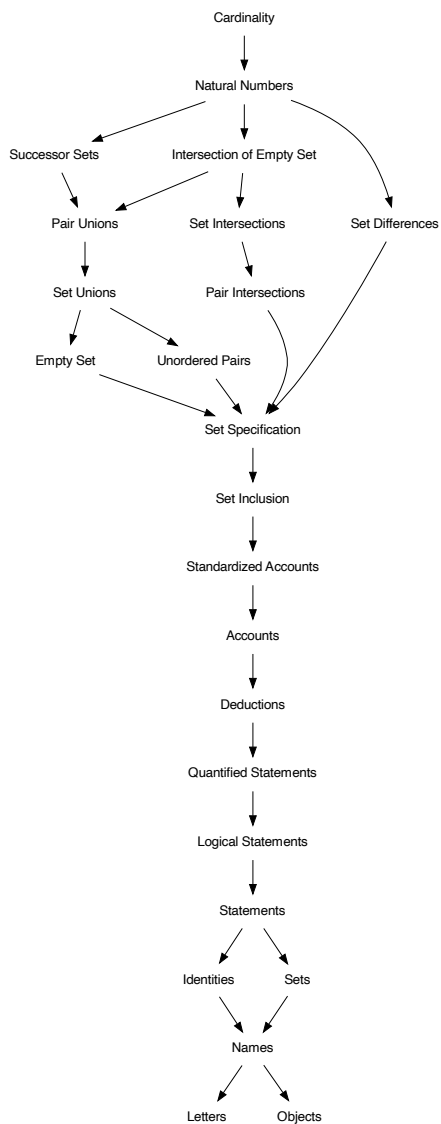 Cardinality
Natural Numbers
Successor Sets
Intersection of Empty Set
Pair Unions
Set Intersections
Set Differences
Set Unions
Pair Intersections
Empty Set
Unordered Pairs
Set Specification
Set Inclusion
Standardized Accounts
Accounts
Deductions
Quantified Statements
Logical Statements
Statements
Identities
Sets
Names
Letters
Objects